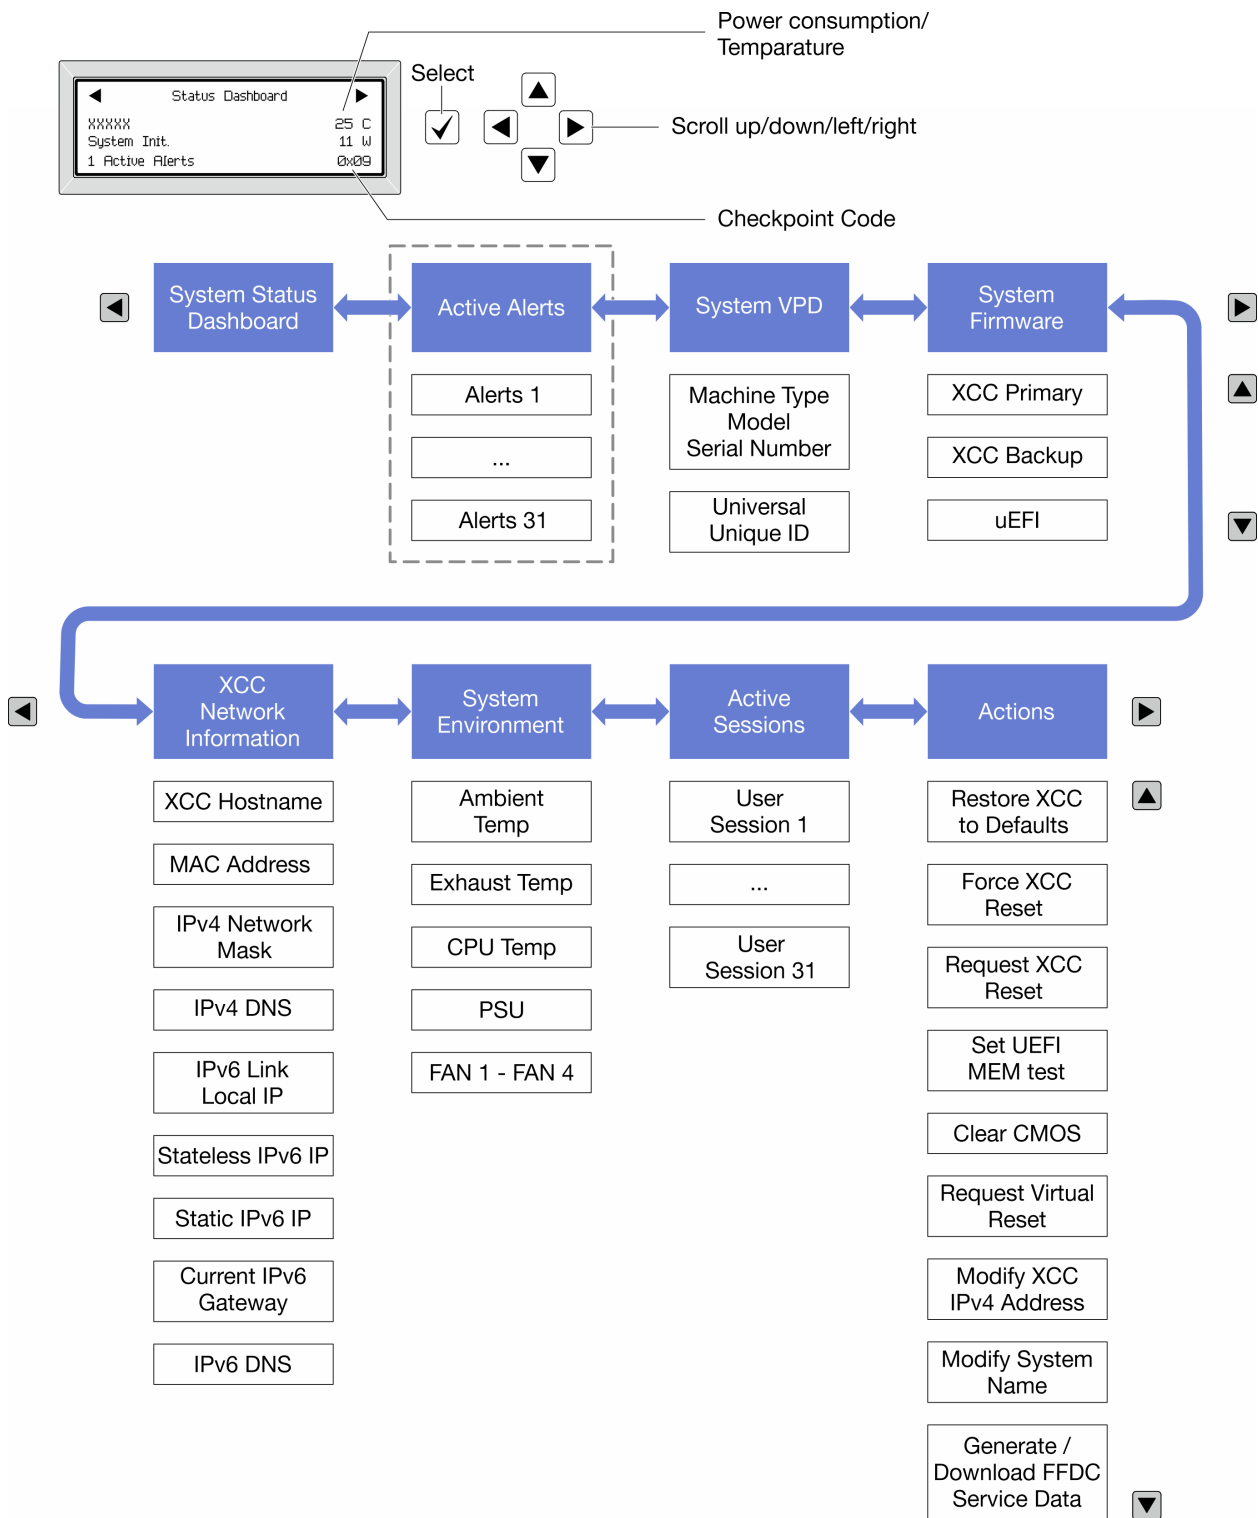 Power consumption/
Temparature
Select
Status Dashboard
XXXXX 25 C
System Init. 11 W
1 Active Alerts 0x09
Scroll up/down/left/right
Checkpoint Code
System Status
Dashboard
Active Alerts
System VPD
System
Firmware
Alerts 1
...
Alerts 31
Machine Type
Model
Serial Number
Universal
Unique ID
XCC Primary
XCC Backup
uEFI
XCC
Network
Information
System
Environment
Active
Sessions
Actions
XCC Hostname
MAC Address
IPv4 Network
Mask
IPv4 DNS
IPv6 Link
Local IP
Stateless IPv6 IP
Static IPv6 IP
Current IPv6
Gateway
IPv6 DNS
Ambient
Temp
Exhaust Temp
CPU Temp
PSU
FAN 1 - FAN 4
User
Session 1
...
User
Session 31
Restore XCC
to Defaults
Force XCC
Reset
Request XCC
Reset
Set UEFI
MEM test
Clear CMOS
Request Virtual
Reset
Modify XCC
IPv4 Address
Modify System
Name
Generate /
Download FFDC
Service Data